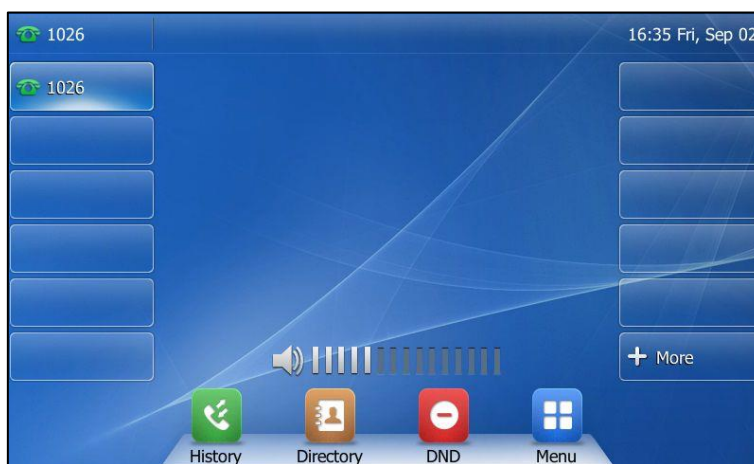 1026
16:35 Fri, Sep 02
1026
More
History
Directory
DND
Menu